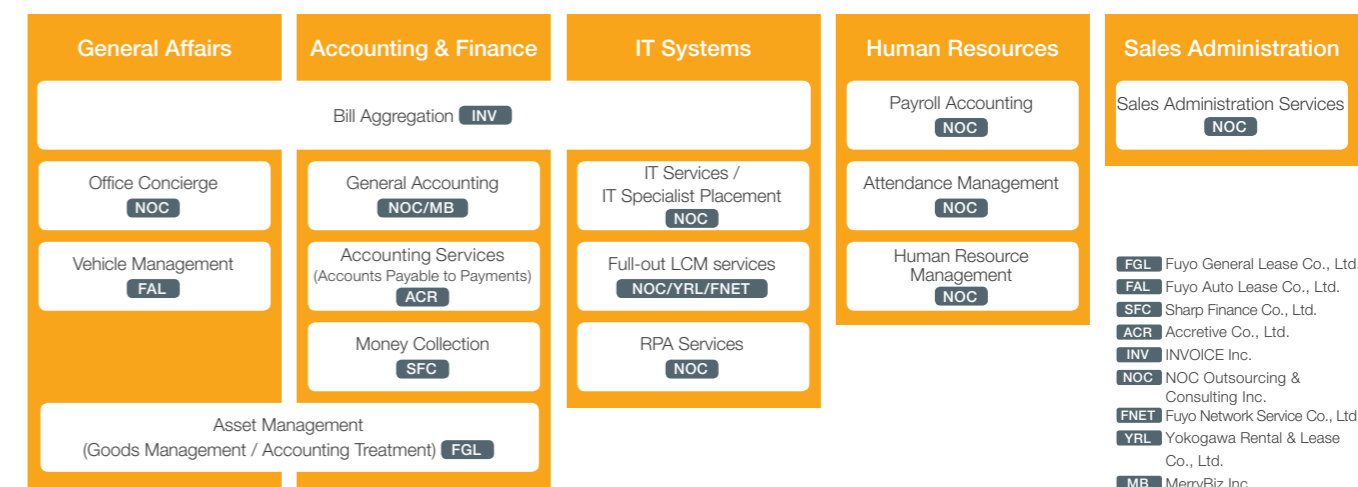 General Affairs
Accounting & Finance
IT Systems
Human Resources
Sales Administration
Bill Aggregation INV
Payroll Accounting
NOC
Sales Administration Services
NOC
Office Concierge
NOC
General Accounting
NOC/MB
IT Services /
IT Specialist Placement
NOC
Attendance Management
NOC
Vehicle Management
FAL
Accounting Services
(Accounts Payable to Payments)
ACR
Full-out LCM services
NOC/YRL/FNET
Human Resource
Management
NOC
Money Collection
SFC
RPA Services
NOC
Asset Management
(Goods Management / Accounting Treatment) FGL
FGL Fuyo General Lease Co., Ltd.
FAL Fuyo Auto Lease Co., Ltd.
SFC Sharp Finance Co., Ltd.
ACR Accretive Co., Ltd.
INV INVOICE Inc.
NOC NOC Outsourcing &
Consulting Inc.
FNET Fuyo Network Service Co., Ltd
YRL Yokogawa Rental & Lease
Co., Ltd.
MB MerryBiz Inc.